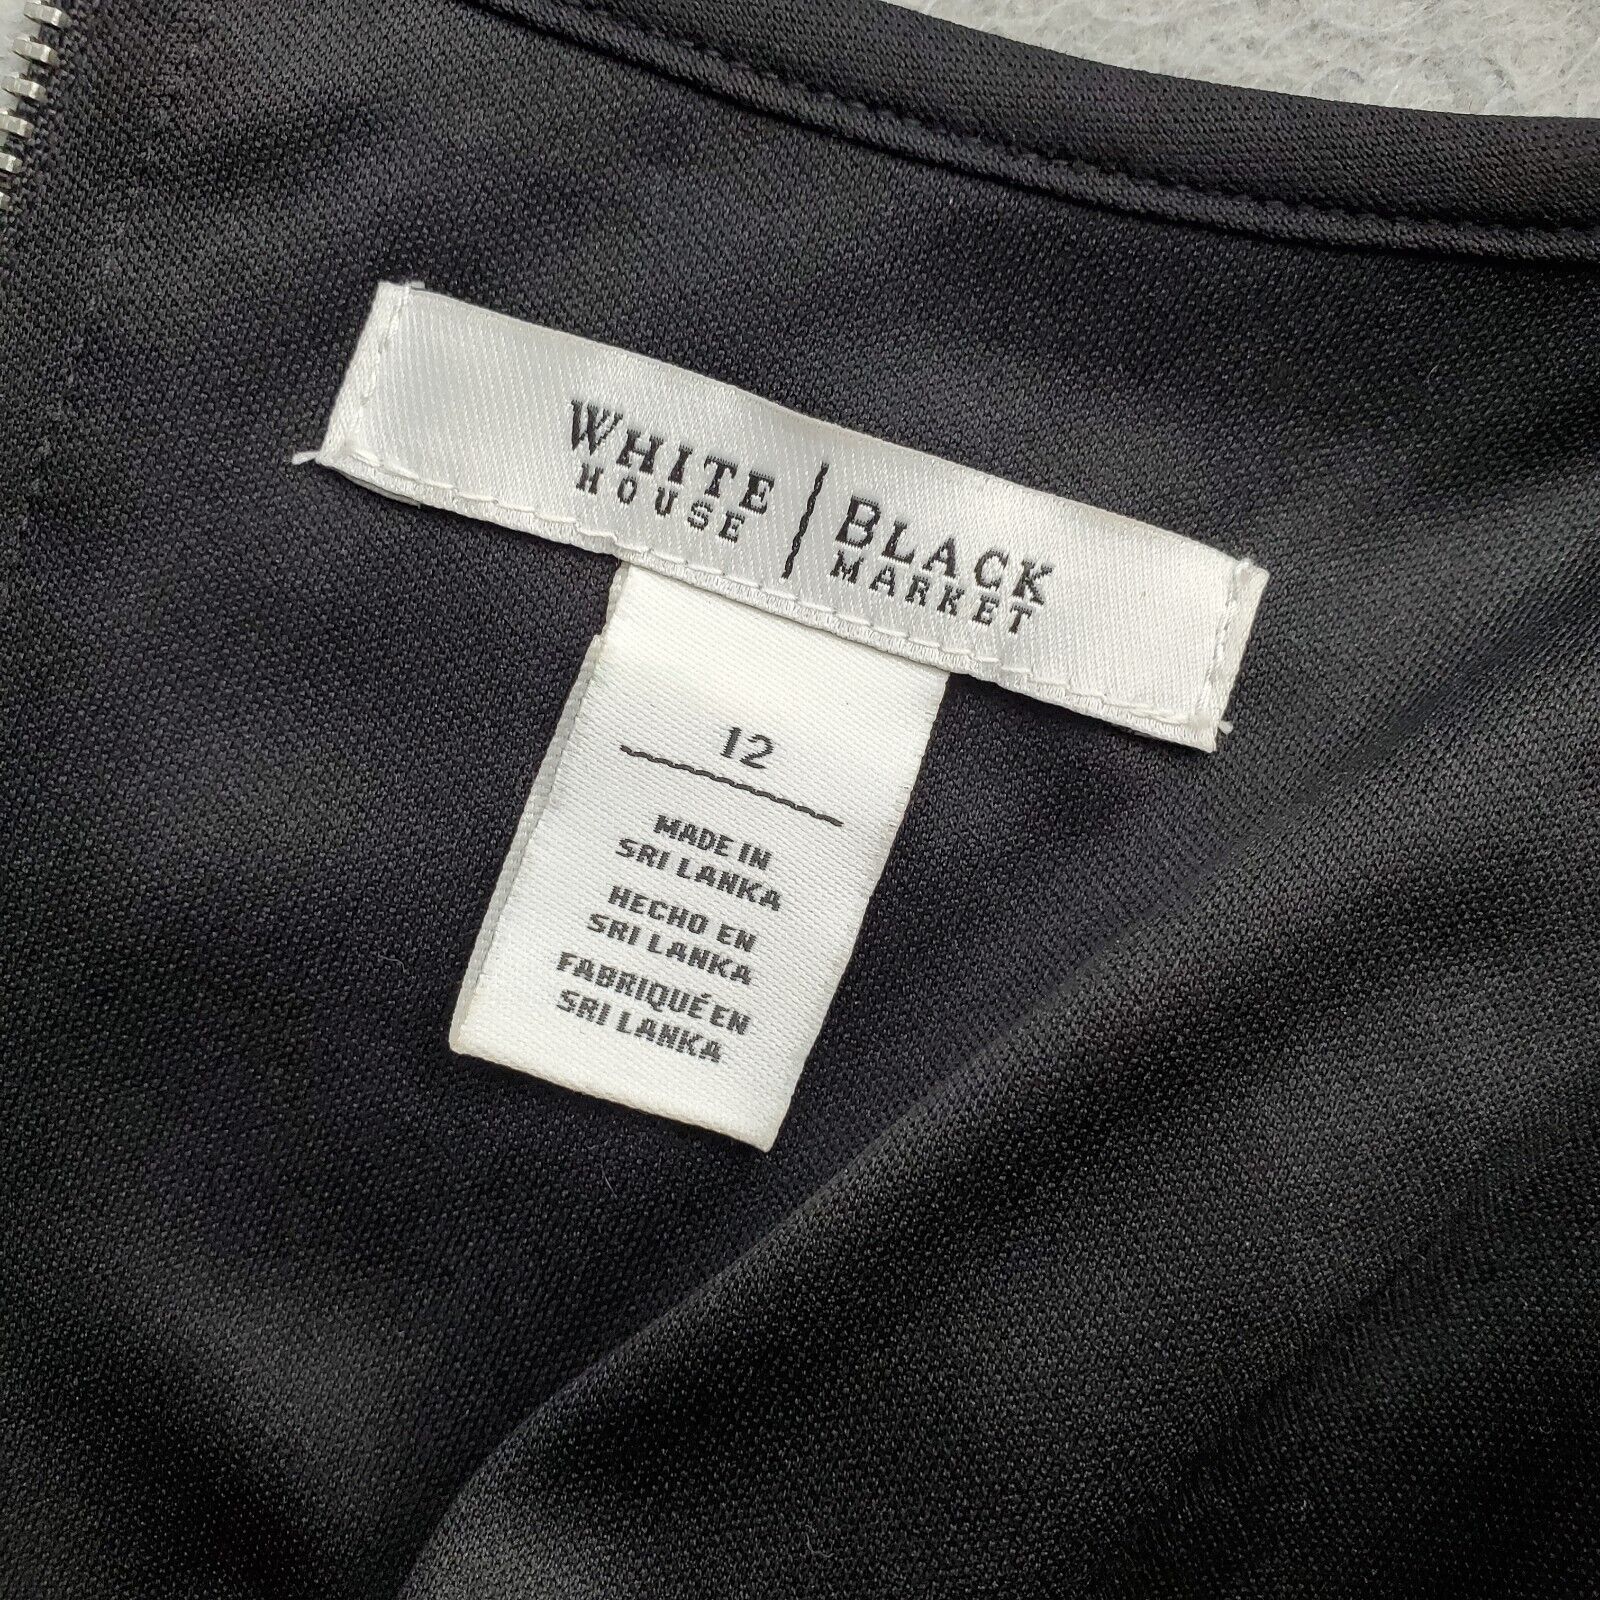 WHITE | BLACK
HOUSE | MARKET
12
MADE IN
SRI LANKA
HECHO EN
SRI LANKA
FABRIQUÉ EN
SRI LANKA